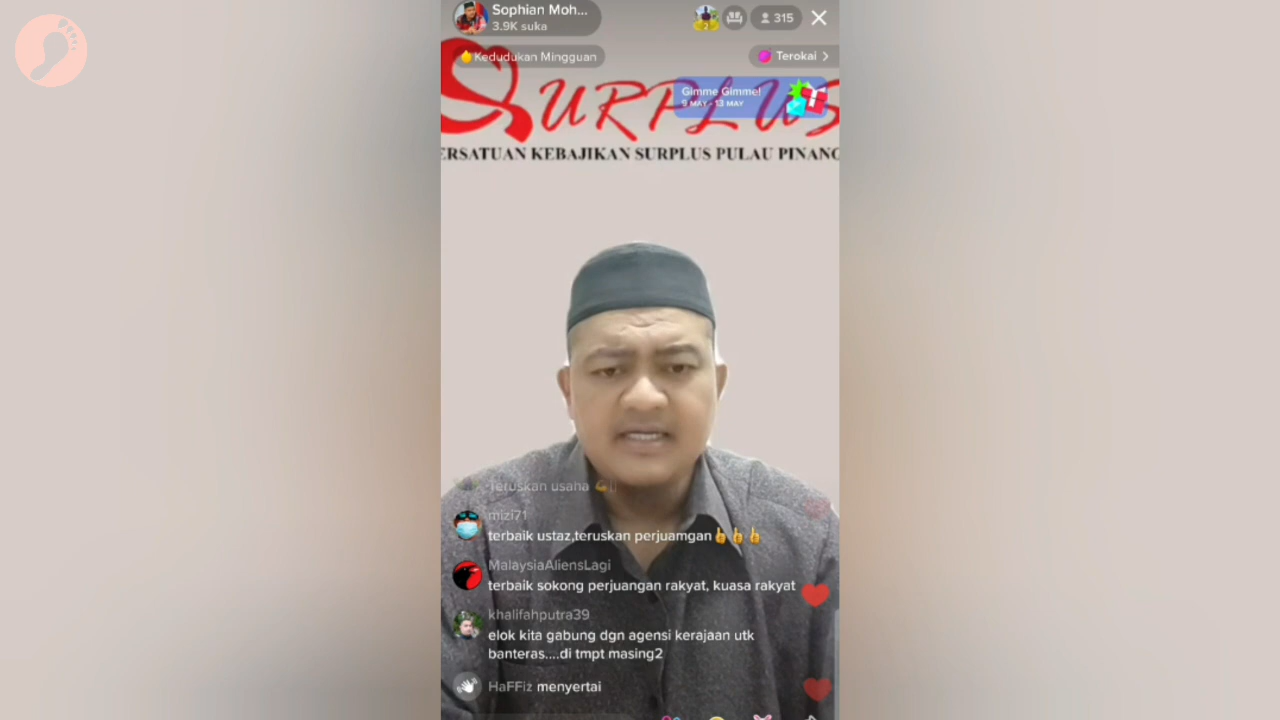 Sophian Moh...
3.9K suka
2
315
Kedudukan Mingguan
Terokai >
Gimme Gimme!
9 MAY - 13 MAY
SURPLUS
ERSATUAN KEBAJIKAN SURPLUS PULAU PINANG
Teruskan usaha 💪
mizi71
terbaik ustaz,teruskan perjuamgan👍👍👍
MalaysiaAliensLagi
terbaik sokong perjuangan rakyat, kuasa rakyat
khalifahputra39
elok kita gabung dgn agensi kerajaan utk
banteras....di tmpt masing2
HaFFiz menyertai